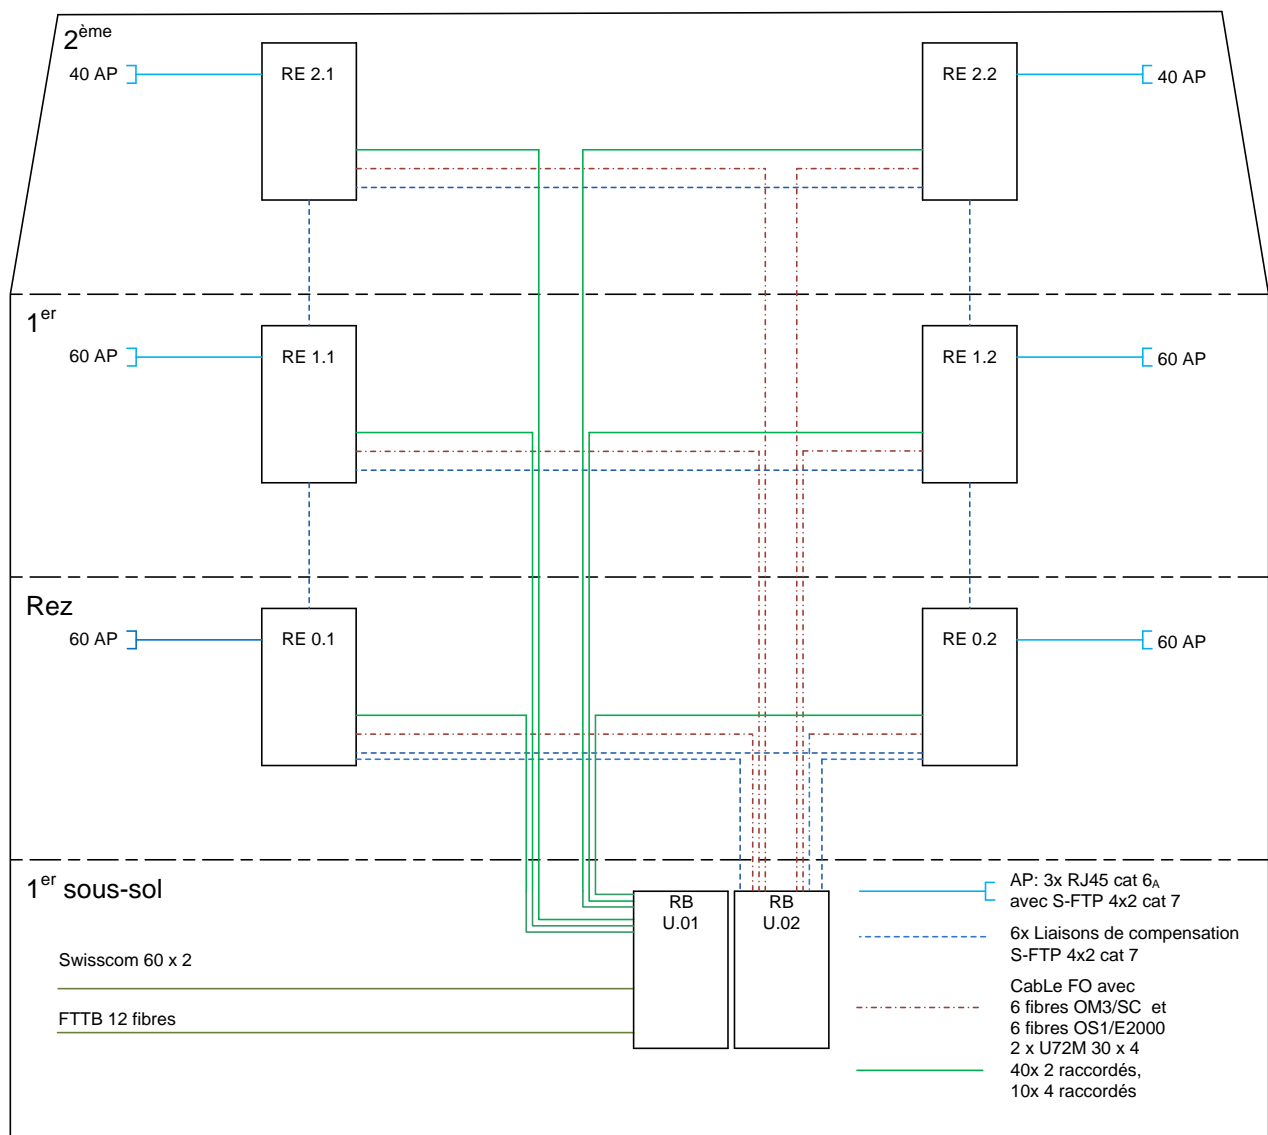 2ème
40 AP
RE 2.1
RE 2.2
40 AP
1er
60 AP
RE 1.1
RE 1.2
60 AP
Rez
60 AP
RE 0.1
RE 0.2
60 AP
1er sous-sol
RB
U.01
RB
U.02
Swisscom 60 x 2
FTTB 12 fibres
AP: 3x RJ45 cat 6A
avec S-FTP 4x2 cat 7
6x Liaisons de compensation
S-FTP 4x2 cat 7
CabLe FO avec
6 fibres OM3/SC et
6 fibres OS1/E2000
2 x U72M 30 x 4
40x 2 raccordés,
10x 4 raccordés